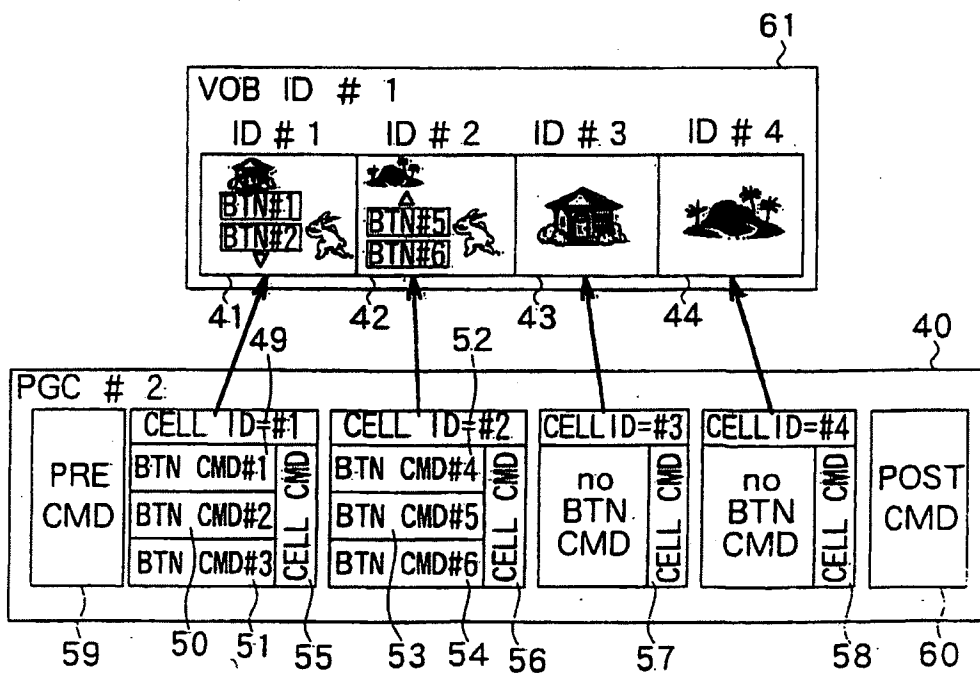 61
VOB ID # 1
ID # 1 ID # 2 ID # 3 ID # 4
BTN#1
BTN#2
BTN#5
BTN#6
41 42 43 44
49 52 40
PGC # 2
PRE CMD
CELL ID=#1
BTN CMD#1
BTN CMD#2
BTN CMD#3
CELL CMD
CELL ID=#2
BTN CMD#4
BTN CMD#5
BTN CMD#6
CELL CMD
CELL ID=#3
no
BTN
CMD
CELL CMD
CELL ID=#4
no
BTN
CMD
CELL CMD
POST
CMD
59 50 51 55 53 54 56 57 58 60